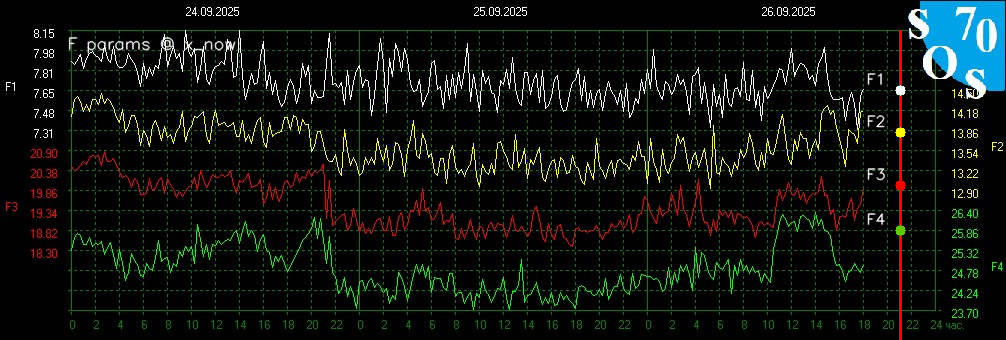 24.09.2025 25.09.2025 26.09.2025
SOS 70
F params @ x_now
F1
8.15
7.98
7.81
7.65
7.48
7.31
F3
20.90
20.38
19.86
19.34
18.82
18.30
F1
F2
F3
F4
F2
14.50
14.18
13.86
13.54
13.22
12.90
F4
26.40
25.86
25.32
24.78
24.24
23.70
0 2 4 6 8 10 12 14 16 18 20 22 0 2 4 6 8 10 12 14 16 18 20 22 0 2 4 6 8 10 12 14 16 18 20 22 24 час.